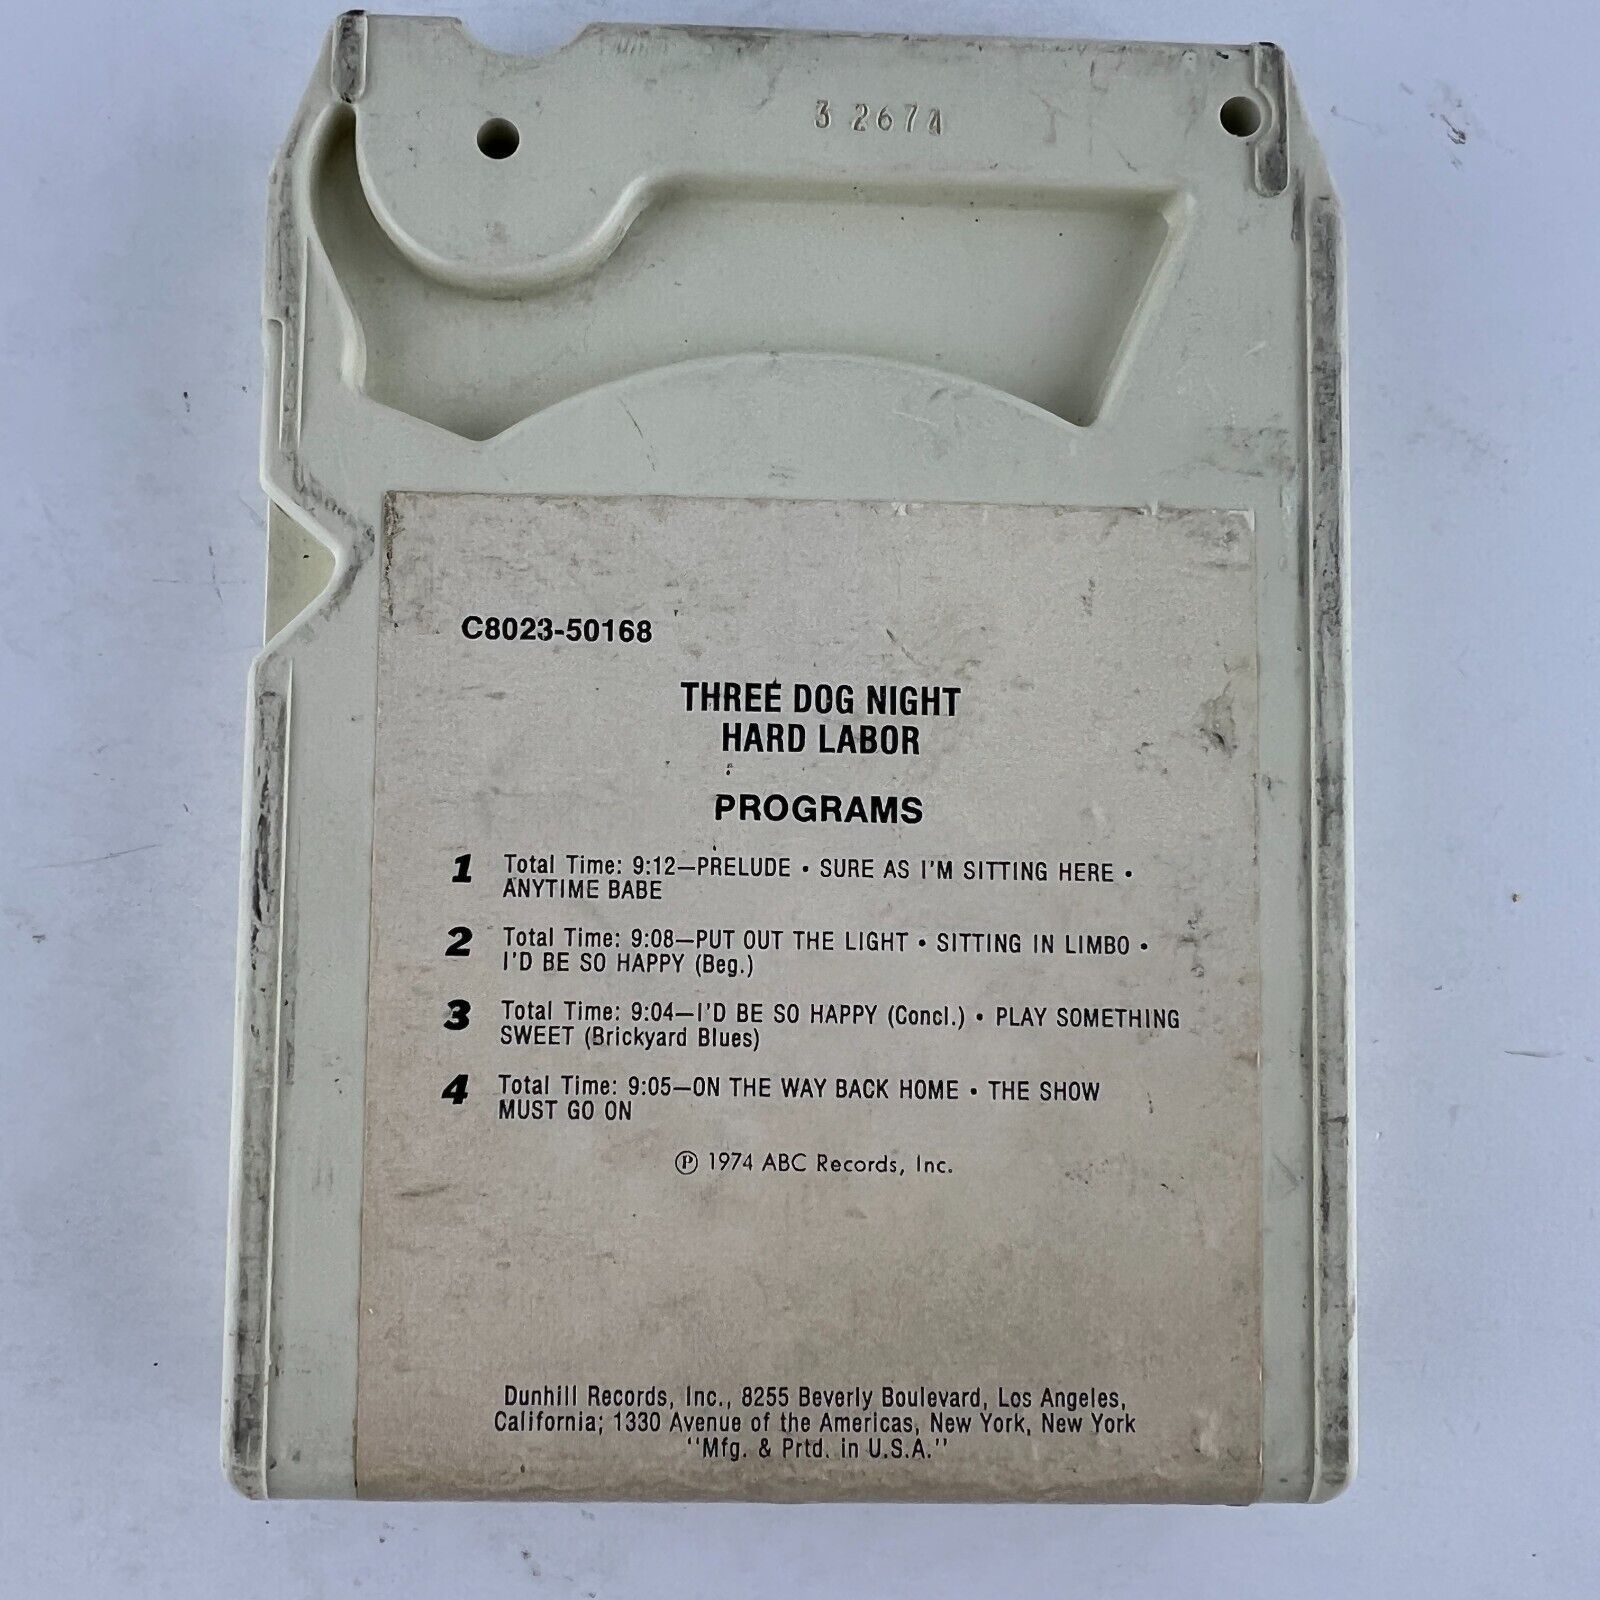 3 2674
C8023-50168
THREE DOG NIGHT
HARD LABOR
PROGRAMS
1 Total Time: 9:12—PRELUDE • SURE AS I'M SITTING HERE •
ANYTIME BABE
2 Total Time: 9:08—PUT OUT THE LIGHT • SITTING IN LIMBO •
I'D BE SO HAPPY (Beg.)
3 Total Time: 9:04—I'D BE SO HAPPY (Concl.) • PLAY SOMETHING
SWEET (Brickyard Blues)
4 Total Time: 9:05—ON THE WAY BACK HOME • THE SHOW
MUST GO ON
Ⓟ 1974 ABC Records, Inc.
Dunhill Records, Inc., 8255 Beverly Boulevard, Los Angeles,
California; 1330 Avenue of the Americas, New York, New York
"Mfg. & Prtd. in U.S.A."